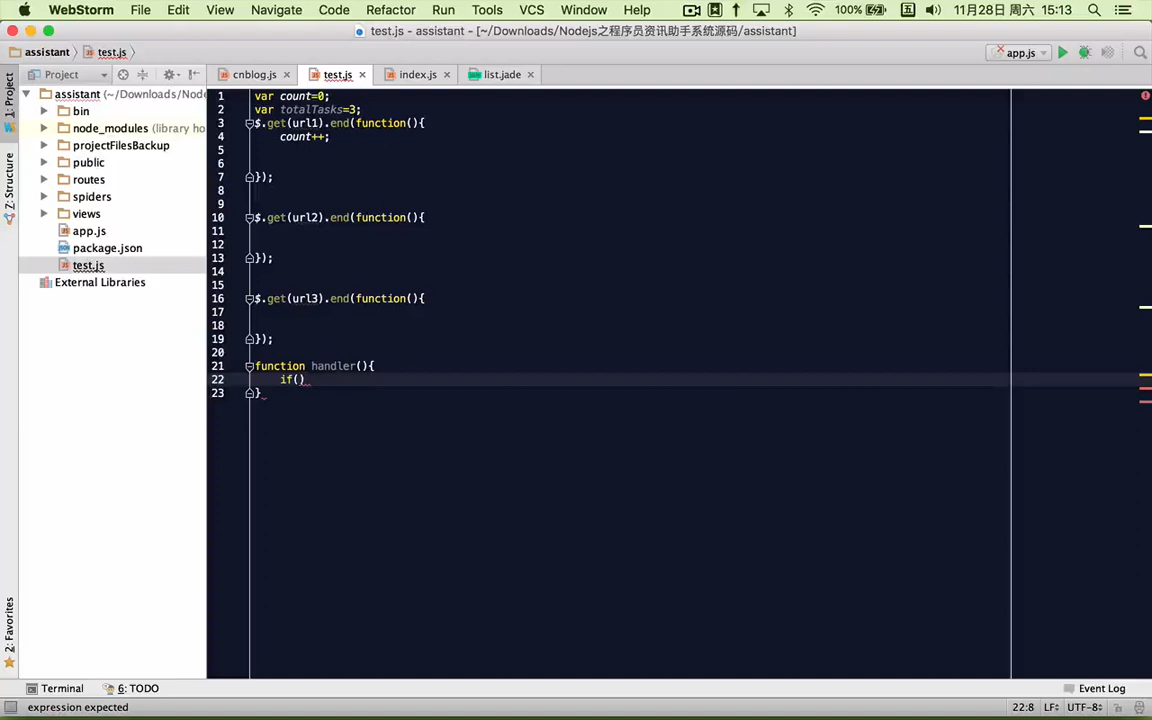 WebStorm File Edit View Navigate Code Refactor Run Tools VCS Window Help 100% 五 11月28日 周六 15:13
test.js - assistant - [~/Downloads/Nodejs之程序员资讯助手系统源码/assistant]
assistant test.js app.js
Project cnblog.js test.js index.js list.jade
1: Project
Z: Structure
2: Favorites
assistant (~/Downloads/Node
bin
node_modules (library ho
projectFilesBackup
public
routes
spiders
views
app.js
package.json
test.js
External Libraries
1 var count=0;
2 var totalTasks=3;
3 $.get(url1).end(function(){
4 count++;
5
6
7 });
8
9
10 $.get(url2).end(function(){
11
12
13 });
14
15
16 $.get(url3).end(function(){
17
18
19 });
20
21 function handler(){
22 if()
23 }
Terminal 6: TODO Event Log
expression expected 22:8 LF UTF-8